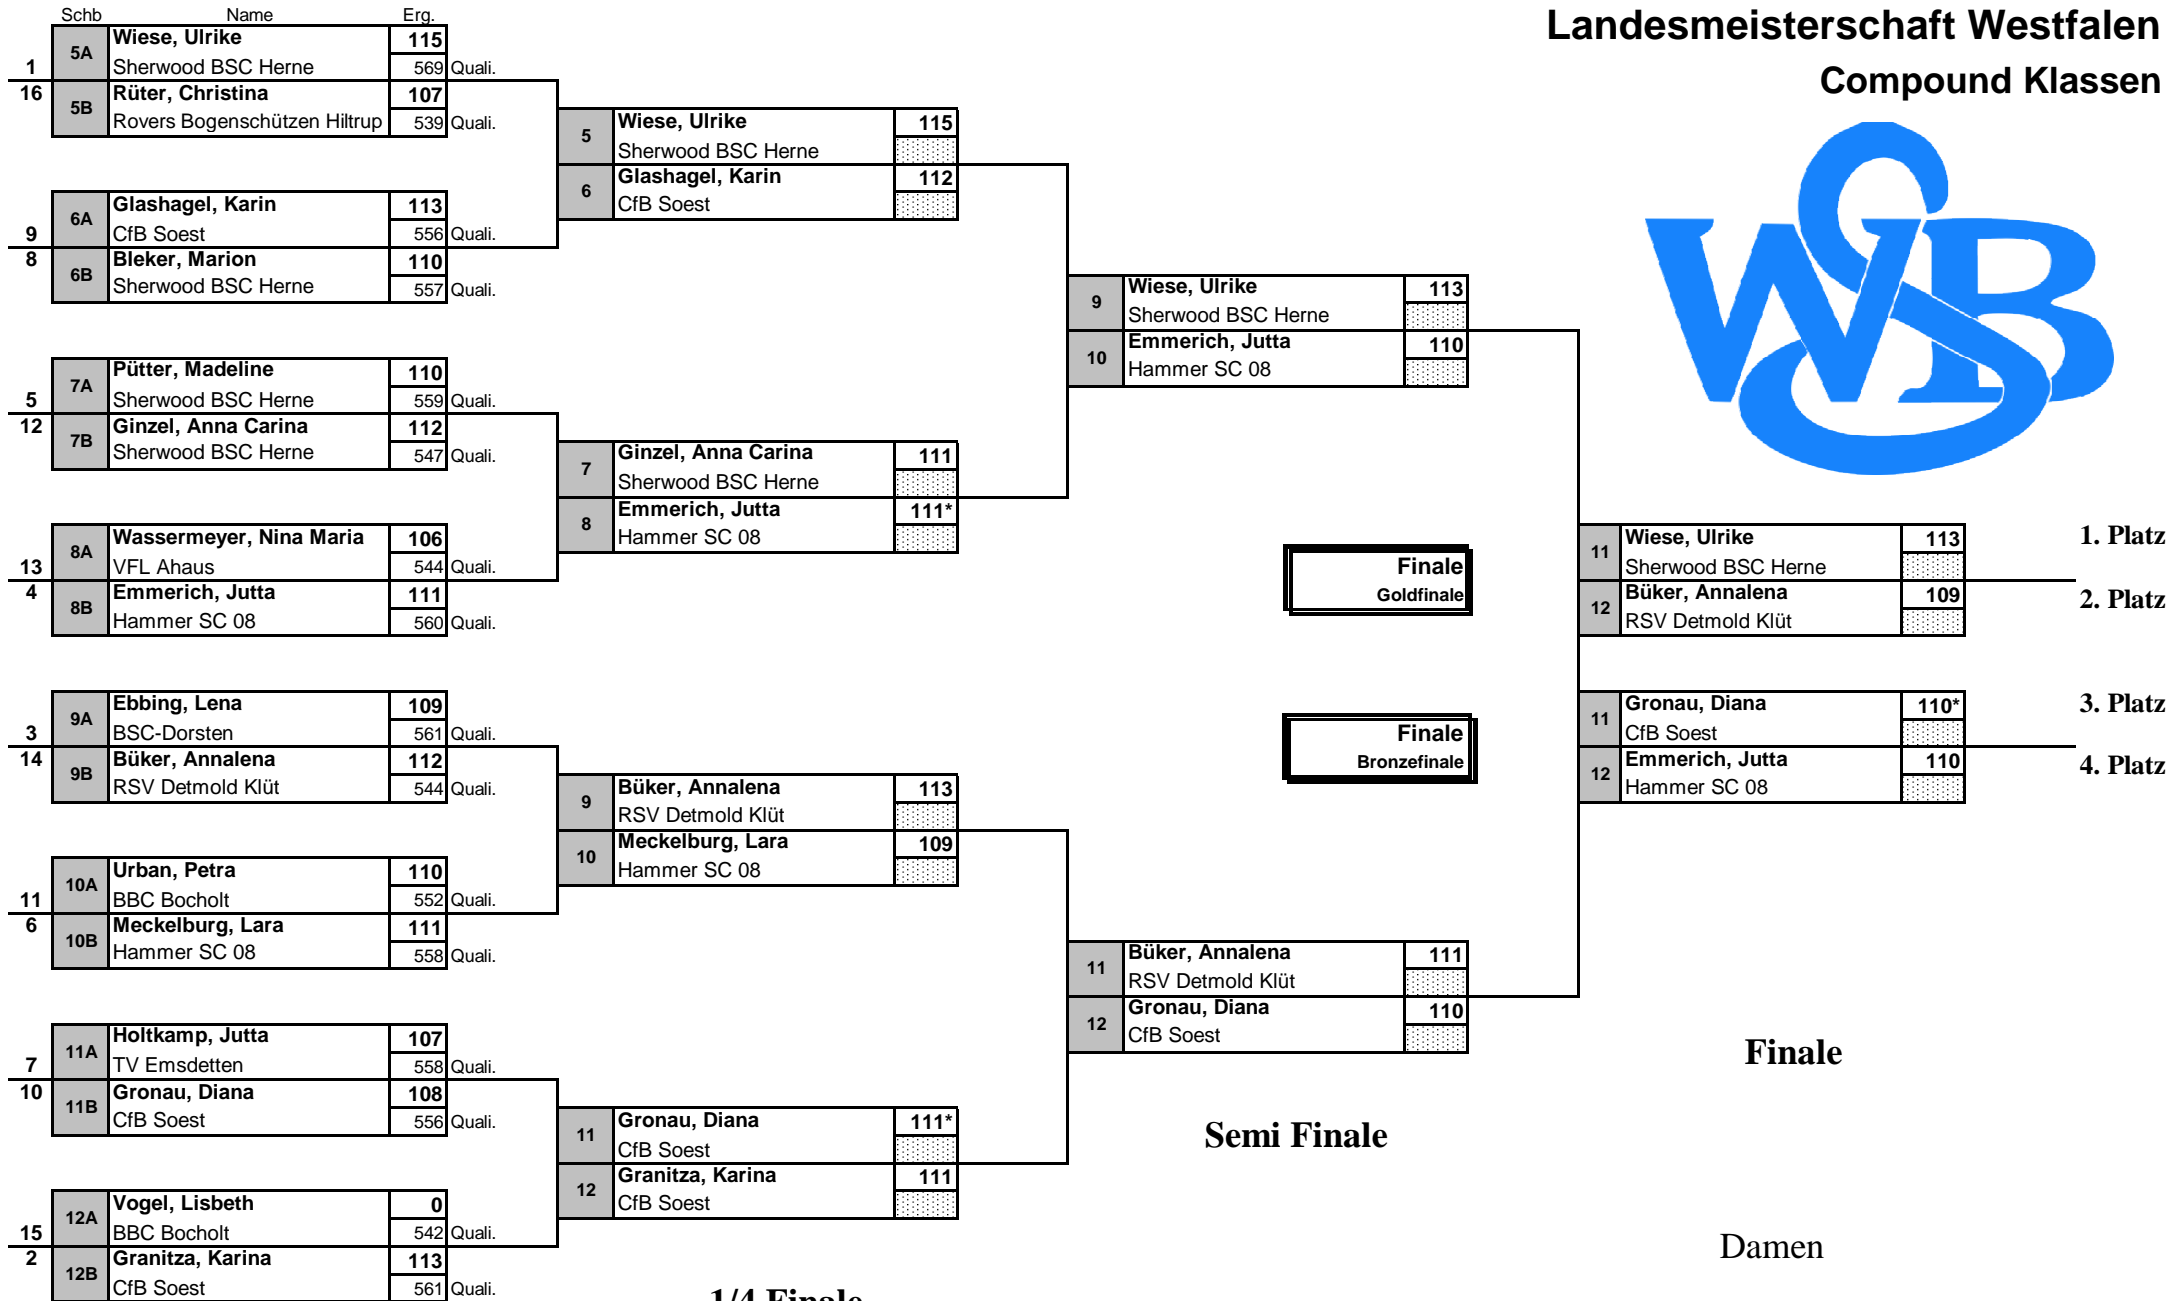 Landesmeisterschaft Westfalen
Compound Klassen
WSB
Schb Name Erg.
5A Wiese, Ulrike 115
1 Sherwood BSC Herne 569 Quali.
16 5B Rüter, Christina 107
Rovers Bogenschützen Hiltrup 539 Quali.
6A Glashagel, Karin 113
9 CfB Soest 556 Quali.
8 6B Bleker, Marion 110
Sherwood BSC Herne 557 Quali.
7A Pütter, Madeline 110
5 Sherwood BSC Herne 559 Quali.
12 7B Ginzel, Anna Carina 112
Sherwood BSC Herne 547 Quali.
8A Wassermeyer, Nina Maria 106
13 VFL Ahaus 544 Quali.
4 8B Emmerich, Jutta 111
Hammer SC 08 560 Quali.
9A Ebbing, Lena 109
3 BSC-Dorsten 561 Quali.
14 9B Büker, Annalena 112
RSV Detmold Klüt 544 Quali.
10A Urban, Petra 110
11 BBC Bocholt 552 Quali.
6 10B Meckelburg, Lara 111
Hammer SC 08 558 Quali.
11A Holtkamp, Jutta 107
7 TV Emsdetten 558 Quali.
10 11B Gronau, Diana 108
CfB Soest 556 Quali.
12A Vogel, Lisbeth 0
15 BBC Bocholt 542 Quali.
2 12B Granitza, Karina 113
CfB Soest 561 Quali.
5 Wiese, Ulrike 115
Sherwood BSC Herne
6 Glashagel, Karin 112
CfB Soest
7 Ginzel, Anna Carina 111
Sherwood BSC Herne
8 Emmerich, Jutta 111*
Hammer SC 08
9 Büker, Annalena 113
RSV Detmold Klüt
10 Meckelburg, Lara 109
Hammer SC 08
11 Gronau, Diana 111*
CfB Soest
12 Granitza, Karina 111
CfB Soest
1/4 Finale
9 Wiese, Ulrike 113
Sherwood BSC Herne
10 Emmerich, Jutta 110
Hammer SC 08
11 Büker, Annalena 111
RSV Detmold Klüt
12 Gronau, Diana 110
CfB Soest
Semi Finale
Finale
Goldfinale
11 Wiese, Ulrike 113 1. Platz
Sherwood BSC Herne
12 Büker, Annalena 109 2. Platz
RSV Detmold Klüt
Finale
Bronzefinale
11 Gronau, Diana 110* 3. Platz
CfB Soest
12 Emmerich, Jutta 110 4. Platz
Hammer SC 08
Finale
Damen